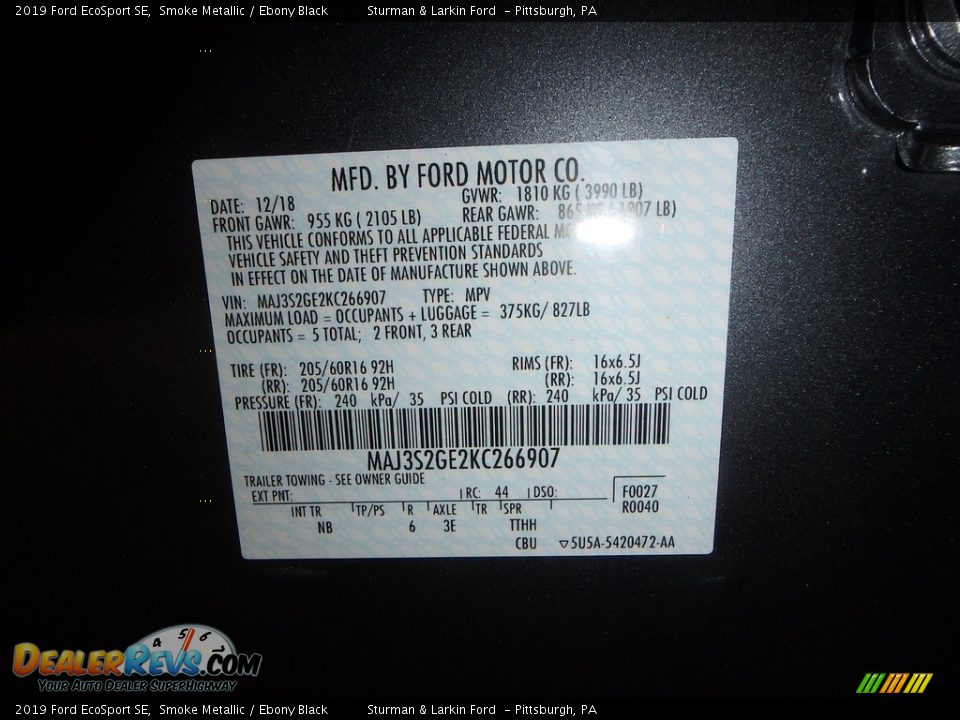 2019 Ford EcoSport SE, Smoke Metallic / Ebony Black Sturman & Larkin Ford - Pittsburgh, PA
MFD. BY FORD MOTOR CO.
DATE: 12/18 GVWR: 1810 KG ( 3990 LB)
FRONT GAWR: 955 KG ( 2105 LB) REAR GAWR: LB)
THIS VEHICLE CONFORMS TO ALL APPLICABLE FEDERAL
VEHICLE SAFETY AND THEFT PREVENTION STANDARDS
IN EFFECT ON THE DATE OF MANUFACTURE SHOWN ABOVE.
VIN: MAJ3S2GE2KC266907 TYPE: MPV
MAXIMUM LOAD = OCCUPANTS + LUGGAGE = 375KG/ 827LB
OCCUPANTS = 5 TOTAL; 2 FRONT, 3 REAR
TIRE (FR): 205/60R16 92H RIMS (FR): 16x6.5J
(RR): 205/60R16 92H (RR): 16x6.5J
PRESSURE (FR): 240 kPa/ 35 PSI COLD (RR): 240 kPa/ 35 PSI COLD
MAJ3S2GE2KC266907
TRAILER TOWING - SEE OWNER GUIDE
EXT PNT: RC: 44 DSO: F0027
R0040
INT TR TP/PS R AXLE TR SPR
NB 6 3E TTHH
CBU 5U5A-5420472-AA
4 5 6
DEALERREVS.COM
Your Auto Dealer SuperHighway
2019 Ford EcoSport SE, Smoke Metallic / Ebony Black Sturman & Larkin Ford - Pittsburgh, PA